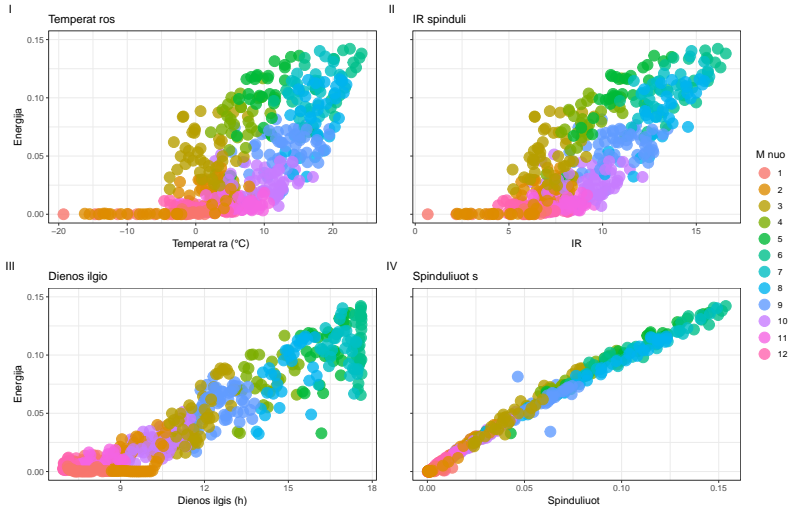 I
Temperat ros
II
IR spinduli
Energija
0.15
0.10
0.05
0.00
−20
−10
0
10
20
Temperat ra (°C)
0
5
10
15
IR
III
Dienos ilgio
IV
Spinduliuot s
Energija
0.15
0.10
0.05
0.00
9
12
15
18
Dienos ilgis (h)
0.00
0.05
0.10
0.15
Spinduliuot
M nuo
1
2
3
4
5
6
7
8
9
10
11
12